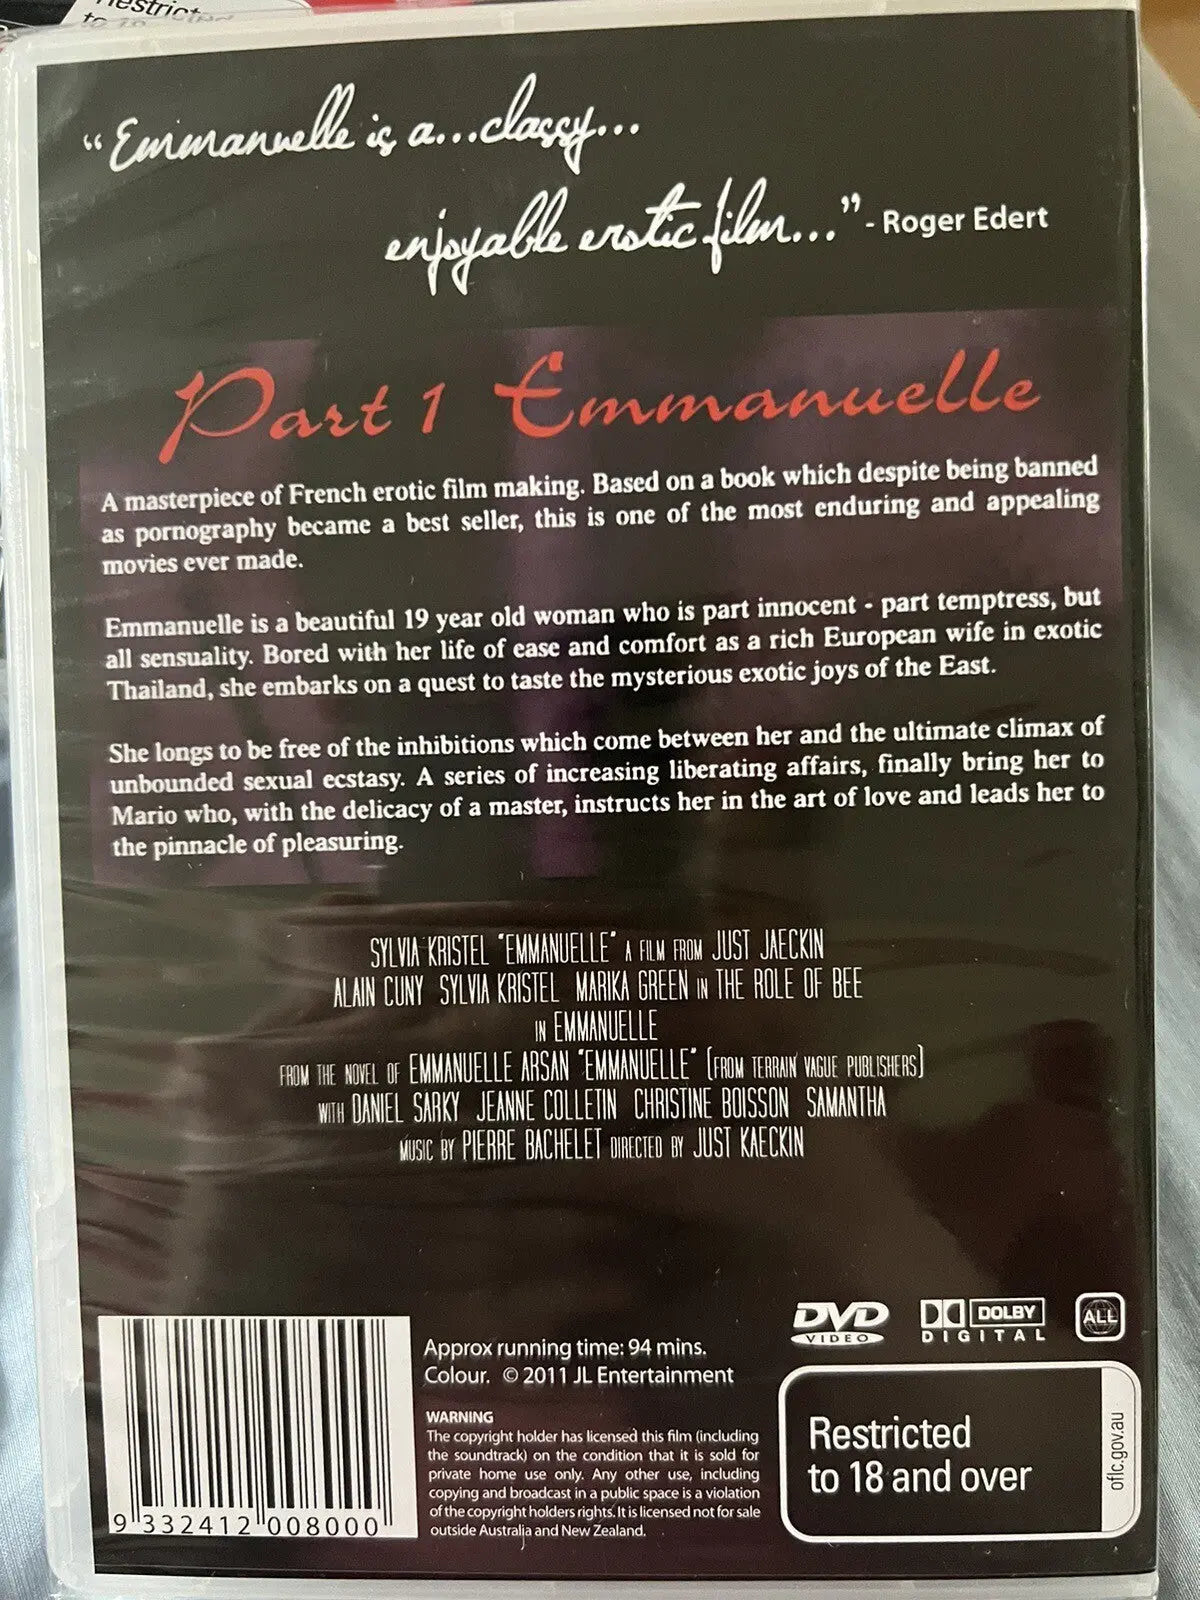 Restricted
to 18
“Emmanuelle is a...classy...
enjoyable erotic film...” - Roger Edert
Part 1 Emmanuelle
A masterpiece of French erotic film making. Based on a book which despite being banned
as pornography became a best seller, this is one of the most enduring and appealing
movies ever made.
Emmanuelle is a beautiful 19 year old woman who is part innocent - part temptress, but
all sensuality. Bored with her life of ease and comfort as a rich European wife in exotic
Thailand, she embarks on a quest to taste the mysterious exotic joys of the East.
She longs to be free of the inhibitions which come between her and the ultimate climax of
unbounded sexual ecstasy. A series of increasing liberating affairs, finally bring her to
Mario who, with the delicacy of a master, instructs her in the art of love and leads her to
the pinnacle of pleasuring.
SYLVIA KRISTEL "EMMANUELLE" A FILM FROM JUST JAECKIN
ALAIN CUNY SYLVIA KRISTEL MARIKA GREEN IN THE ROLE OF BEE
IN EMMANUELLE
FROM THE NOVEL OF EMMANUELLE ARSAN "EMMANUELLE" (FROM TERRAIN VAGUE PUBLISHERS)
WITH DANIEL SARKY JEANNE COLLETIN CHRISTINE BOISSON SAMANTHA
MUSIC BY PIERRE BACHELET DIRECTED BY JUST KAECKIN
Approx running time: 94 mins.
Colour. © 2011 JL Entertainment
WARNING
The copyright holder has licensed this film (including
the soundtrack) on the condition that it is sold for
private home use only. Any other use, including
copying and broadcast in a public space is a violation
of the copyright holders rights. It is licensed not for sale
outside Australia and New Zealand.
9 332412 008000
DVD
VIDEO
DOLBY
DIGITAL
ALL
Restricted
to 18 and over
oflc.gov.au